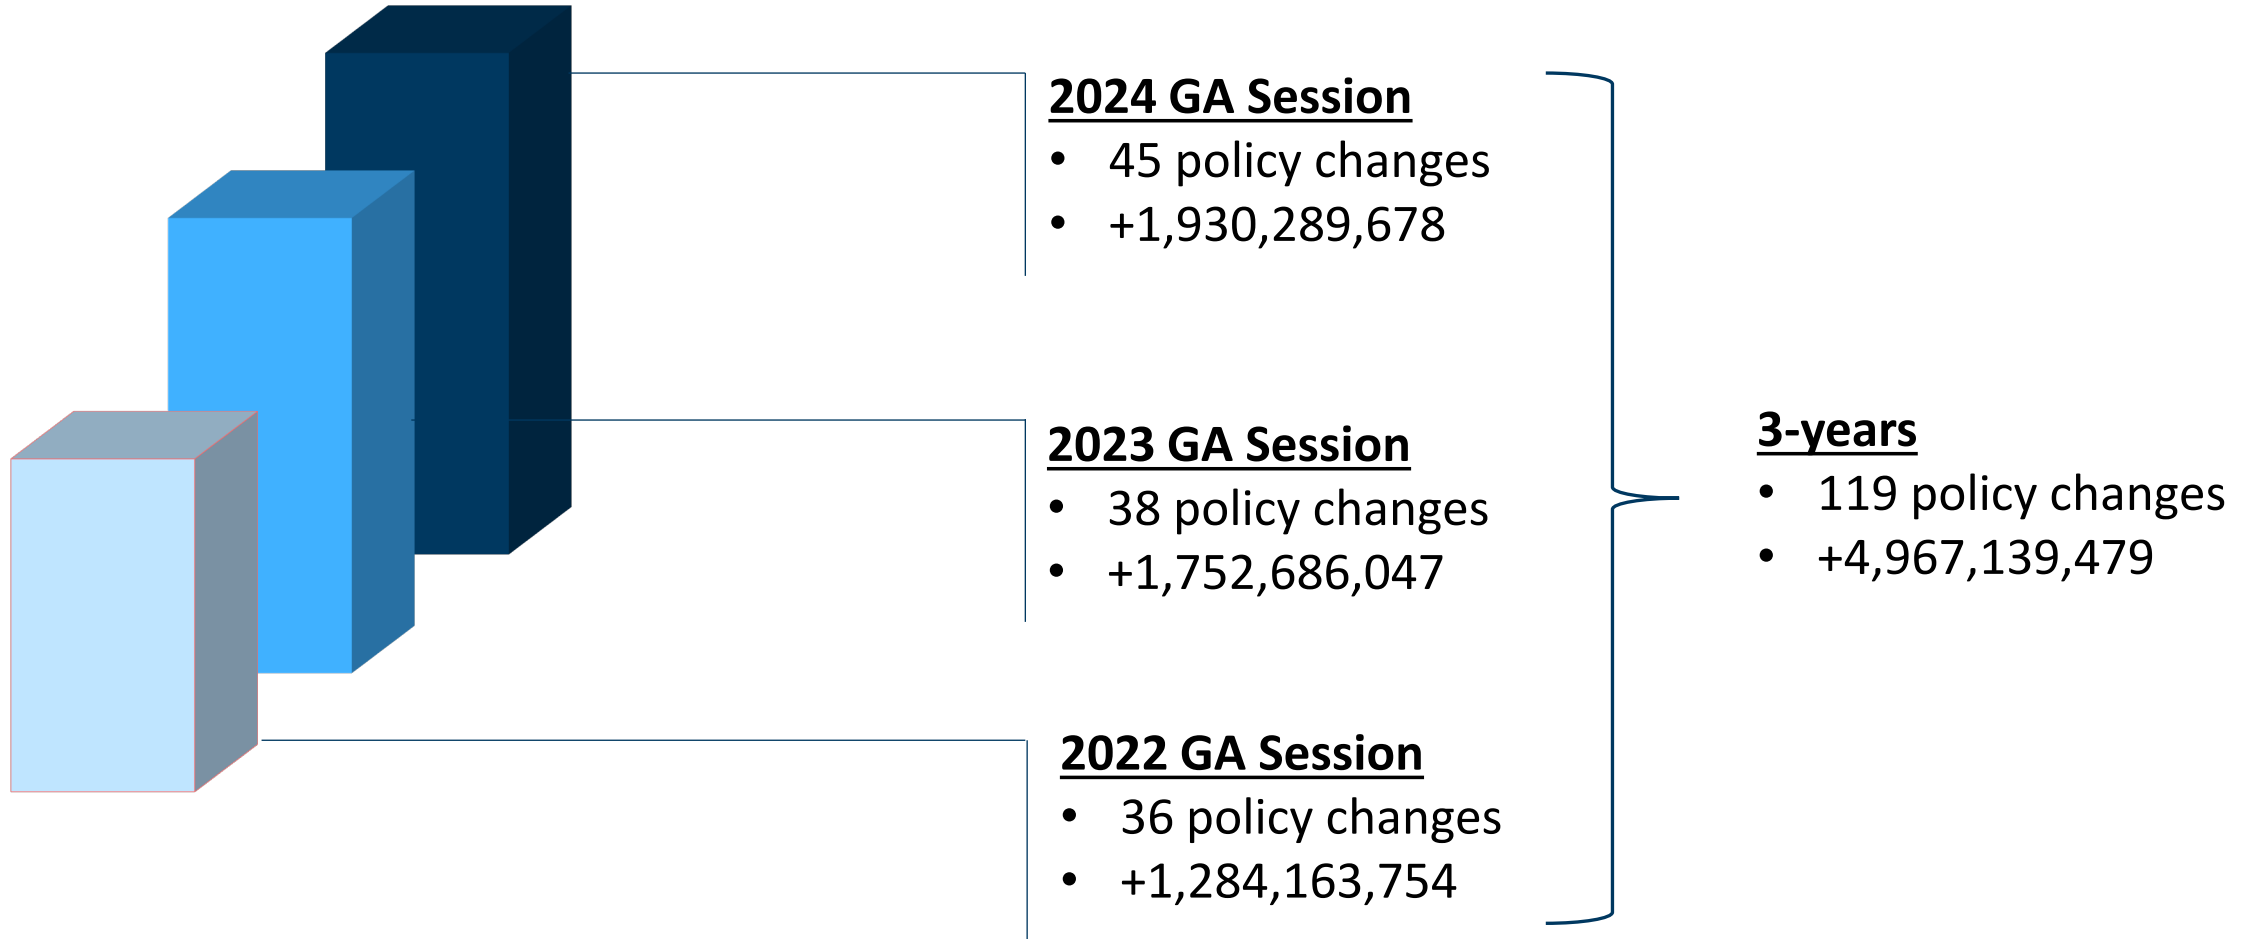 2024 GA Session
• 45 policy changes
• +1,930,289,678
2023 GA Session
• 38 policy changes
• +1,752,686,047
2022 GA Session
• 36 policy changes
• +1,284,163,754
3-years
• 119 policy changes
• +4,967,139,479